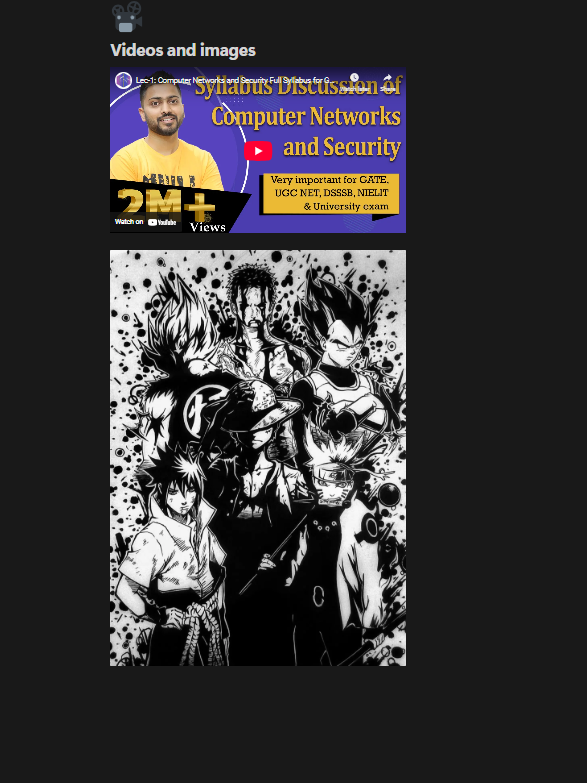 Videos and images
Lec-1: Computer Networks and Security Full Syllabus for G...
Syllabus Discussion of
Computer Networks
and Security
Very important for GATE,
UGC NET, DSSSB, NIELIT
& University exam
2M+
Views
Watch on YouTube